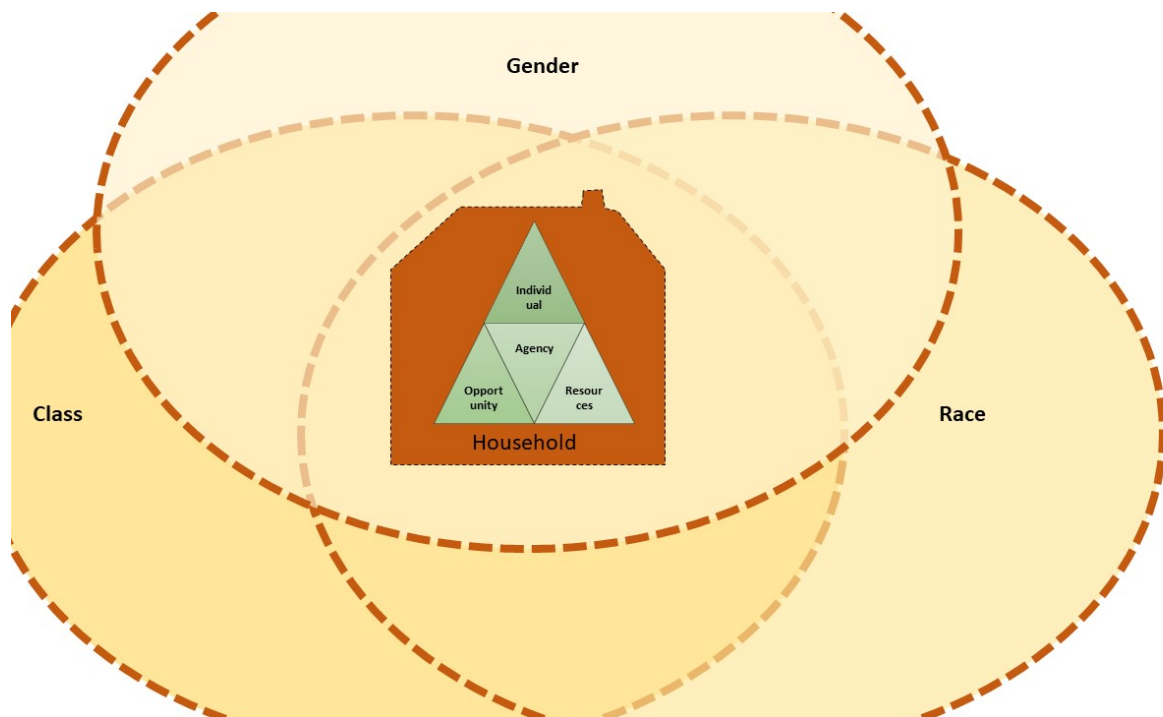 Gender
Individ
ual
Agency
Opport
unity
Resour
ces
Class
Race
Household